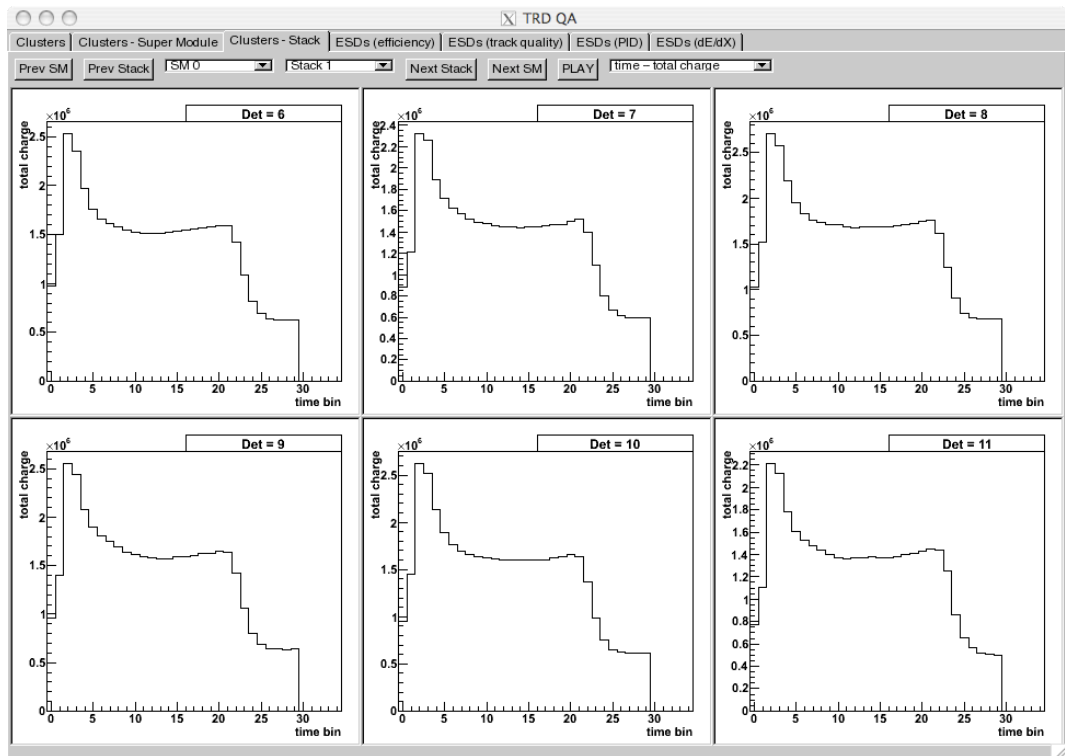 TRD QA
Clusters Clusters - Super Module Clusters - Stack ESDs (efficiency) ESDs (track quality) ESDs (PID) ESDs (dE/dX)
Prev SM Prev Stack SM 0 Stack 1 Next Stack Next SM PLAY time – total charge
×10⁶ Det = 6
total charge
2.5
2
1.5
1
0.5
0
0 5 10 15 20 25 30
time bin
×10⁶ Det = 7
total charge
2.4
2.2
2
1.8
1.6
1.4
1.2
1
0.8
0.6
0.4
0.2
0
0 5 10 15 20 25 30
time bin
×10⁶ Det = 8
total charge
2.5
2
1.5
1
0.5
0
0 5 10 15 20 25 30
time bin
×10⁶ Det = 9
total charge
2.5
2
1.5
1
0.5
0
0 5 10 15 20 25 30
time bin
×10⁶ Det = 10
total charge
2.5
2
1.5
1
0.5
0
0 5 10 15 20 25 30
time bin
×10⁶ Det = 11
total charge
2.2
2
1.8
1.6
1.4
1.2
1
0.8
0.6
0.4
0.2
0
0 5 10 15 20 25 30
time bin